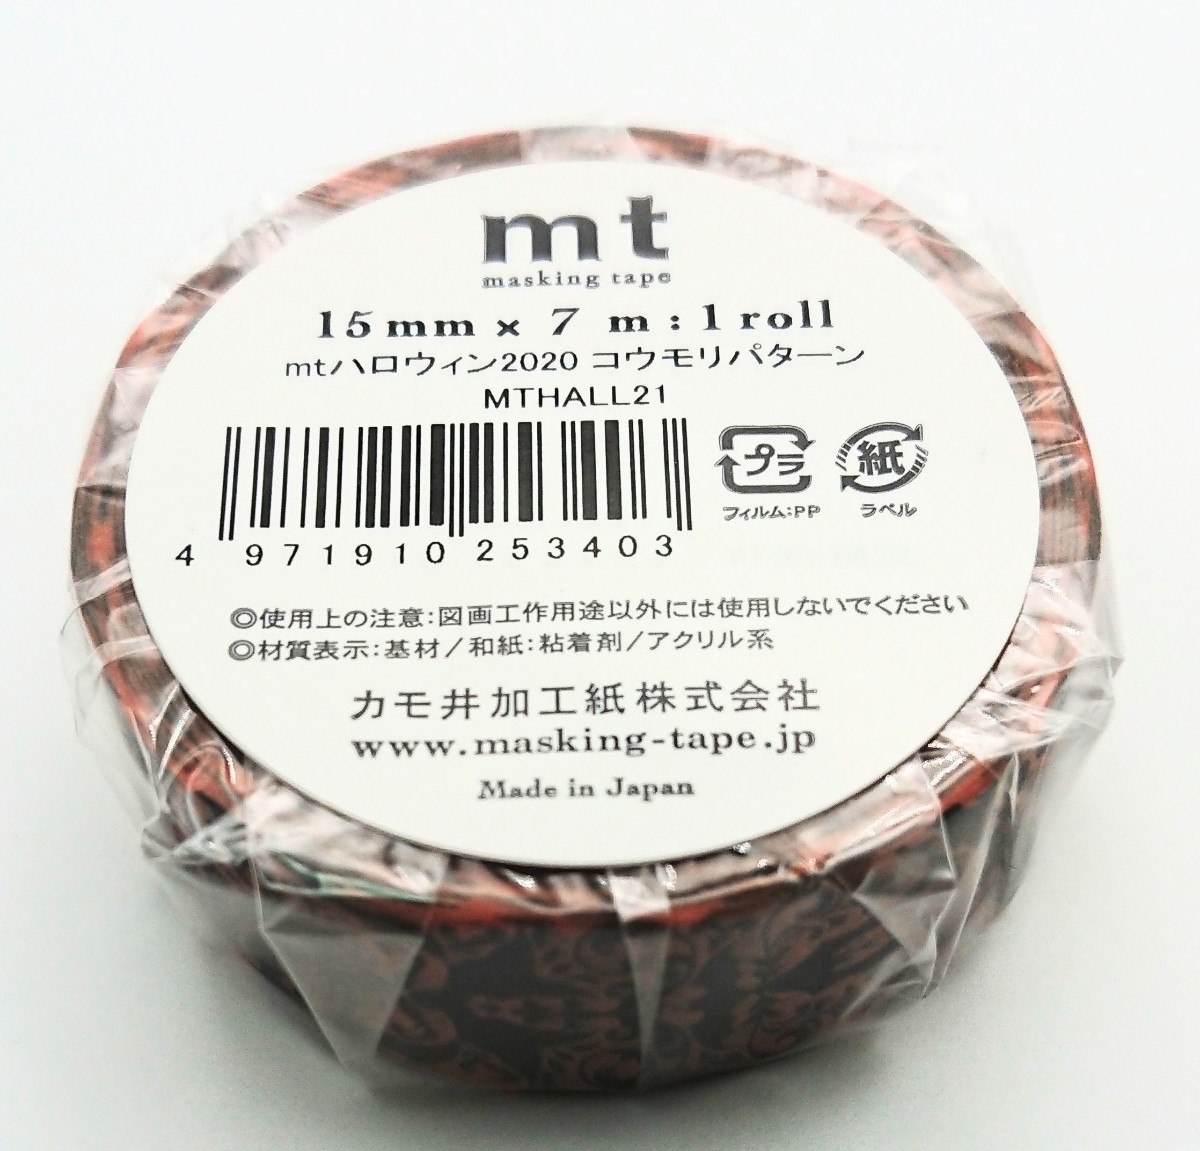 mt
masking tape
15mm × 7 m : 1 roll
mtハロウィン2020 コウモリパターン
MTHALL21
4 971910 253403
プラ
紙
フィルム:PP
ラベル
◎使用上の注意:図画工作用途以外には使用しないでください
◎材質表示:基材/和紙:粘着剤/アクリル系
カモ井加工紙株式会社
www.masking-tape.jp
Made in Japan